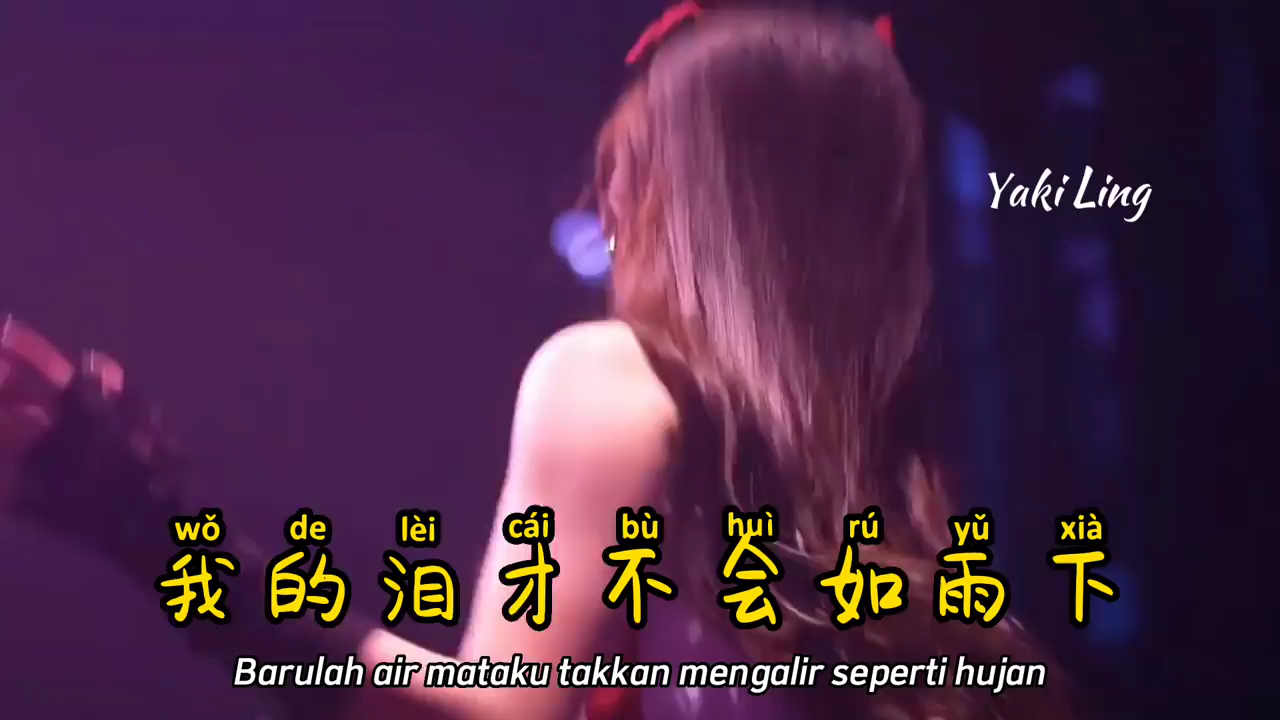 Yaki Ling
wǒ de lèi cái bù huì rú yǔ xià
我的泪才不会如雨下
Barulah air mataku takkan mengalir seperti hujan